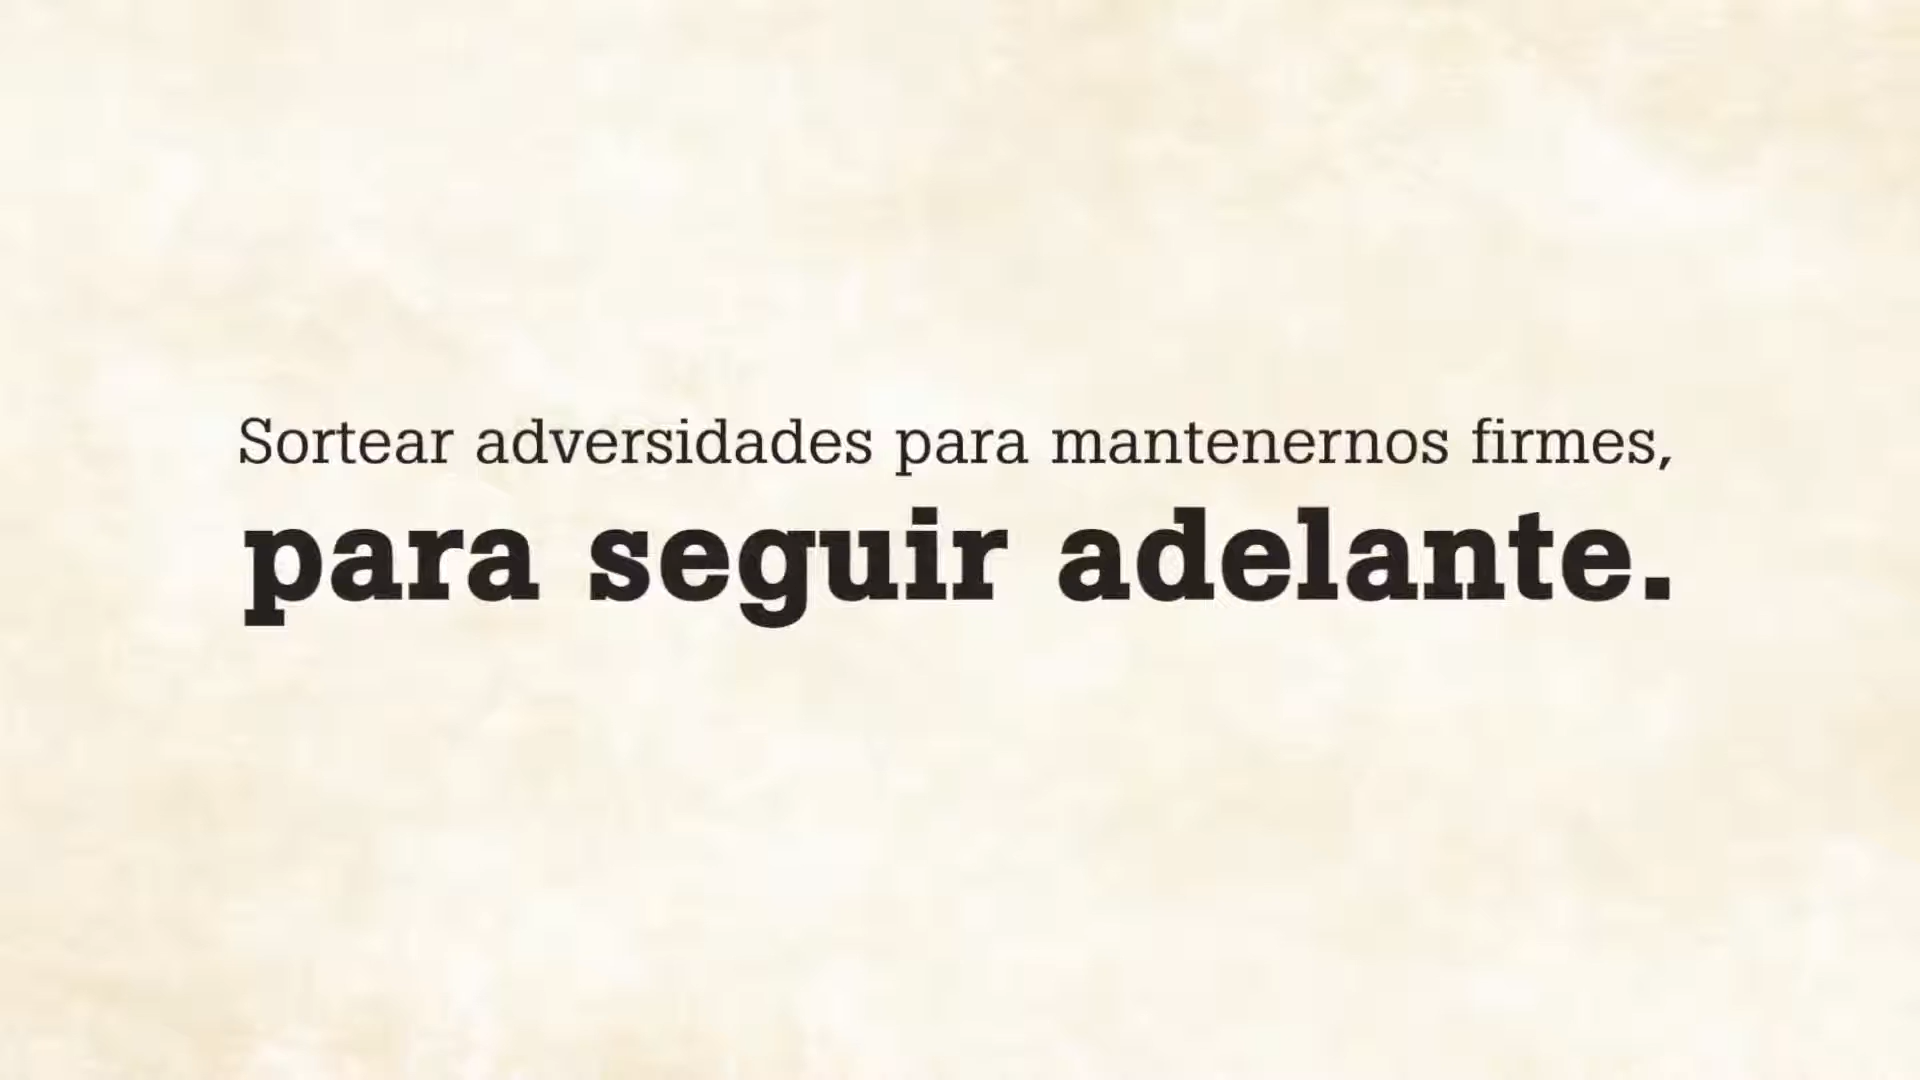 Sortear adversidades para mantenernos firmes,
para seguir adelante.